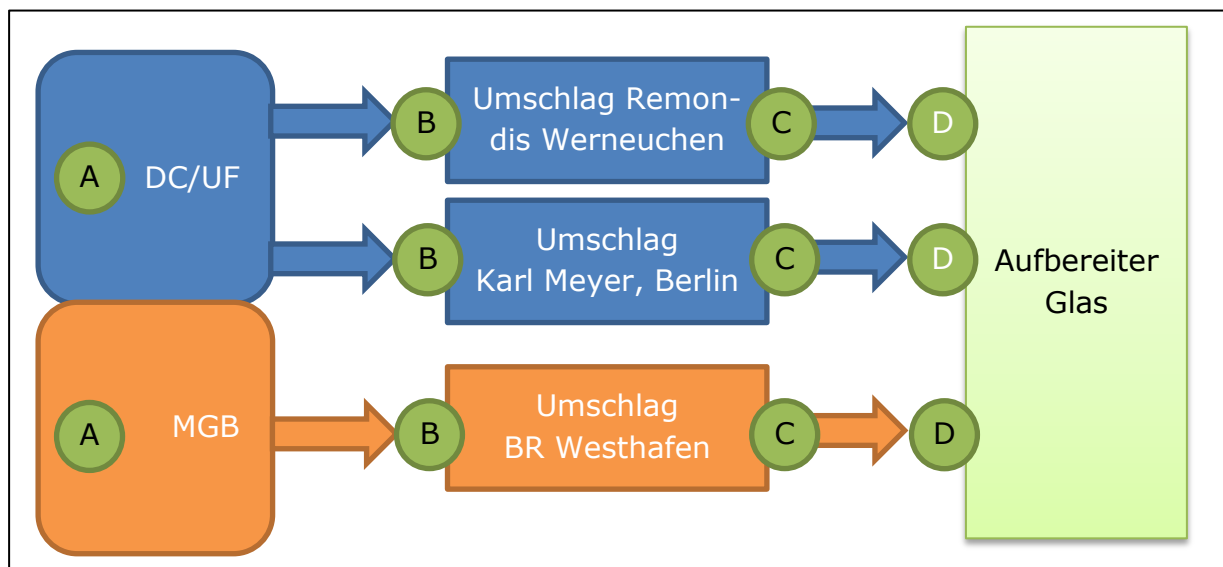 A
DC/UF
B
Umschlag Remon-
dis Werneuchen
C
D
B
Umschlag
Karl Meyer, Berlin
C
D
A
MGB
B
Umschlag
BR Westhafen
C
D
Aufbereiter
Glas